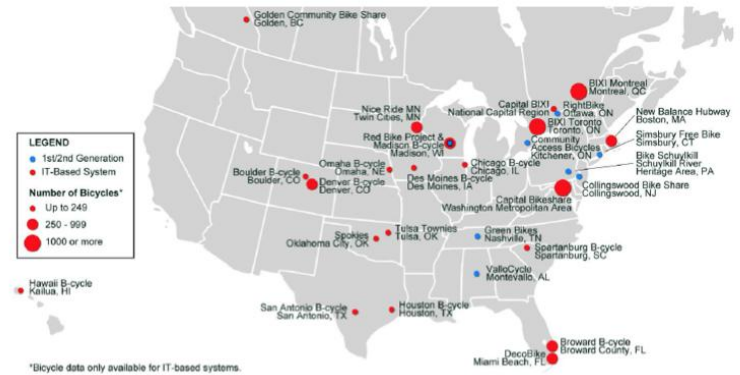 Golden Community Bike Share
Golden, BC
BIXI Montreal
Montreal, QC
Capital BIXI
National Capital Region
RightBike
Ottawa, ON
Nice Ride MN
Twin Cities, MN
BIXI Toronto
Toronto, ON
New Balance Hubway
Boston, MA
Red Bike Project &
Madison B-cycle
Madison, WI
Community
Access Bicycles
Kitchener, ON
Simsbury Free Bike
Simsbury, CT
LEGEND
1st/2nd Generation
IT-Based System
Number of Bicycles*
Up to 249
250 - 999
1000 or more
Boulder B-cycle
Boulder, CO
Denver B-cycle
Denver, CO
Omaha B-cycle
Omaha, NE
Des Moines B-cycle
Des Moines, IA
Chicago B-cycle
Chicago, IL
Bike Schuylkill
Schuylkill River
Heritage Area, PA
Collingswood Bike Share
Collingswood, NJ
Capital Bikeshare
Washington Metropolitan Area
Spokies
Oklahoma City, OK
Tulsa Townies
Tulsa, OK
Green Bikes
Nashville, TN
Spartanburg B-cycle
Spartanburg, SC
ValloCycle
Montevallo, AL
Hawaii B-cycle
Kailua, HI
San Antonio B-cycle
San Antonio, TX
Houston B-cycle
Houston, TX
Broward B-cycle
Broward County, FL
DecoBike
Miami Beach, FL
*Bicycle data only available for IT-based systems.